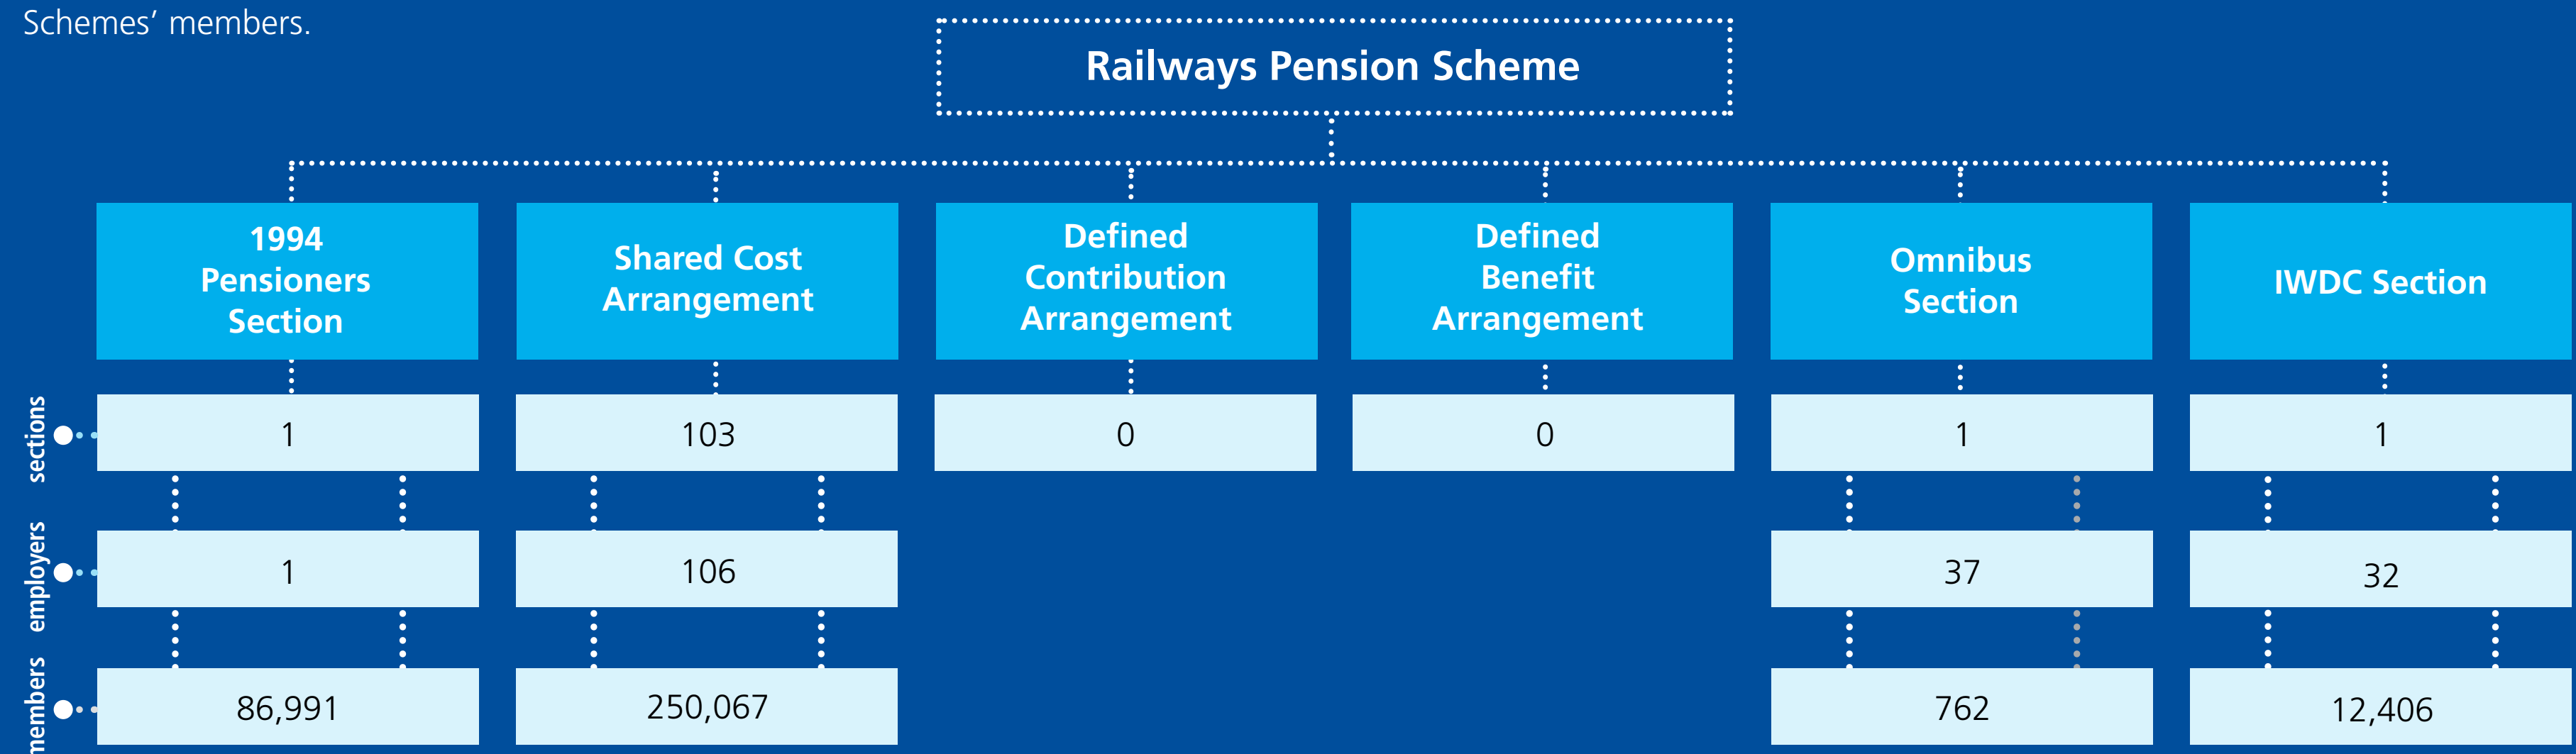 Schemes’ members.
Railways Pension Scheme
1994
Pensioners
Section
Shared Cost
Arrangement
Defined
Contribution
Arrangement
Defined
Benefit
Arrangement
Omnibus
Section
IWDC Section
sections
1
103
0
0
1
1
employers
1
106
37
32
members
86,991
250,067
762
12,406